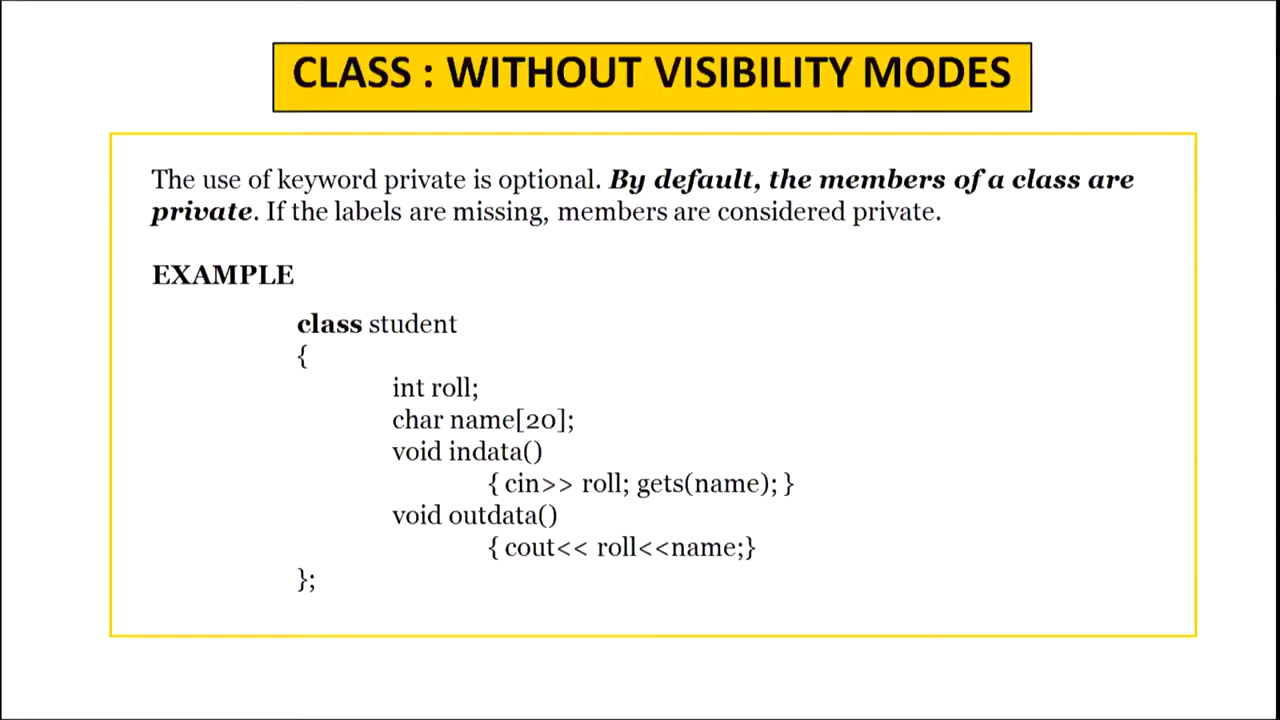 CLASS : WITHOUT VISIBILITY MODES
The use of keyword private is optional. By default, the members of a class are
private. If the labels are missing, members are considered private.
EXAMPLE
class student
{
int roll;
char name[20];
void indata()
{ cin>> roll; gets(name); }
void outdata()
{ cout<< roll<<name;}
};